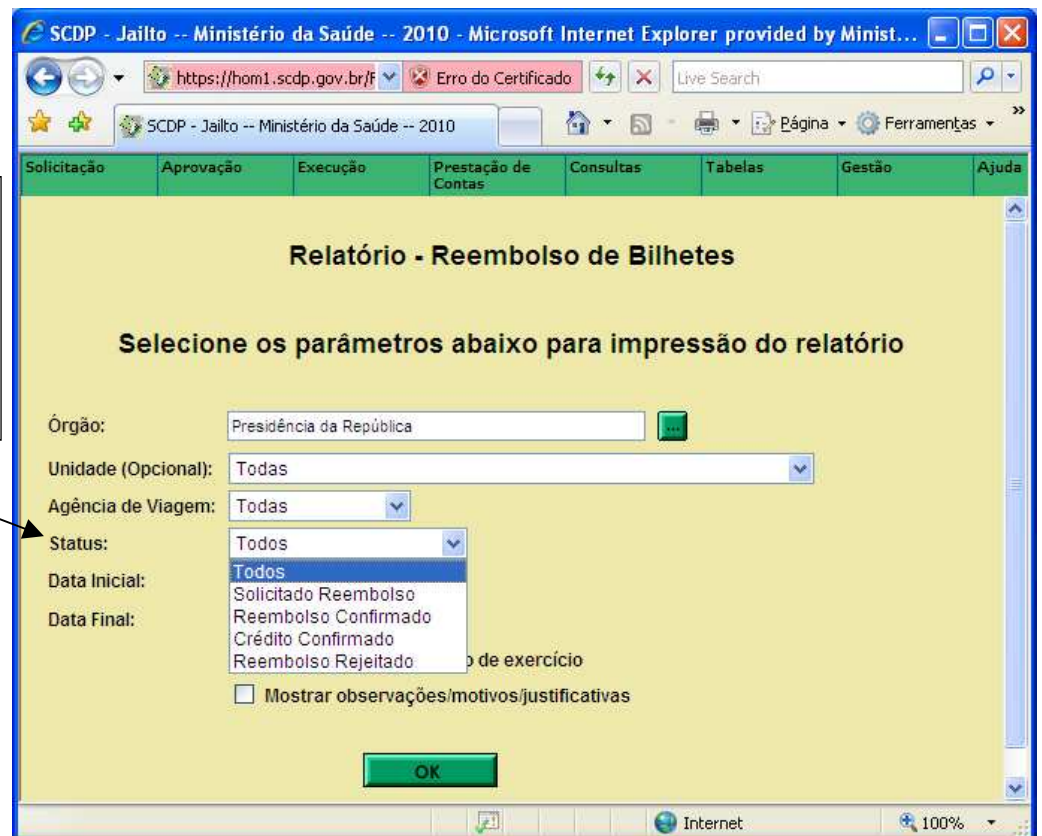 SCDP - Jailto -- Ministério da Saúde -- 2010 - Microsoft Internet Explorer provided by Minist...
https://hom1.scdp.gov.br/F Erro do Certificado Live Search
SCDP - Jailto -- Ministério da Saúde -- 2010 Página Ferramentas »
Solicitação Aprovação Execução Prestação de Contas Consultas Tabelas Gestão Ajuda
Relatório - Reembolso de Bilhetes
Selecione os parâmetros abaixo para impressão do relatório
Órgão: Presidência da República ...
Unidade (Opcional): Todas
Agência de Viagem: Todas
Status: Todos
Todos
Data Inicial:
Solicitado Reembolso
Reembolso Confirmado
Data Final:
Crédito Confirmado
Reembolso Rejeitado
de exercício
Mostrar observações/motivos/justificativas
OK
Internet 100%